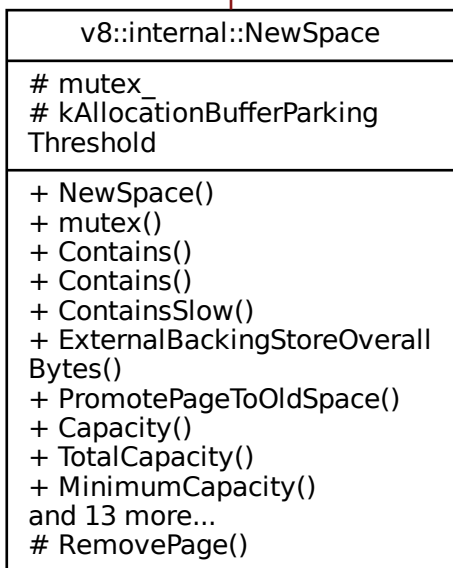 v8::internal::NewSpace
# mutex_
# kAllocationBufferParking
Threshold
+ NewSpace()
+ mutex()
+ Contains()
+ Contains()
+ ContainsSlow()
+ ExternalBackingStoreOverall
Bytes()
+ PromotePageToOldSpace()
+ Capacity()
+ TotalCapacity()
+ MinimumCapacity()
and 13 more...
# RemovePage()